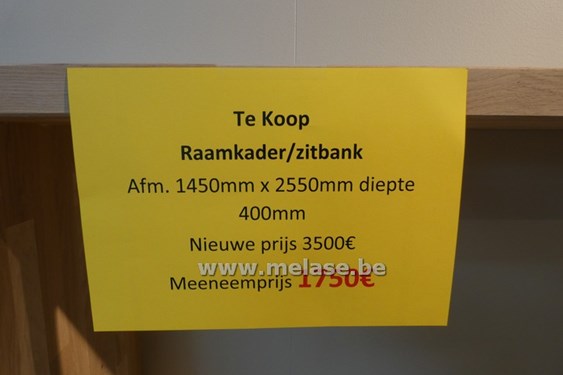 Te Koop
Raamkader/zitbank
Afm. 1450mm x 2550mm diepte
400mm
Nieuwe prijs 3500€
www.melase.be
Meeneemprijs 1750€